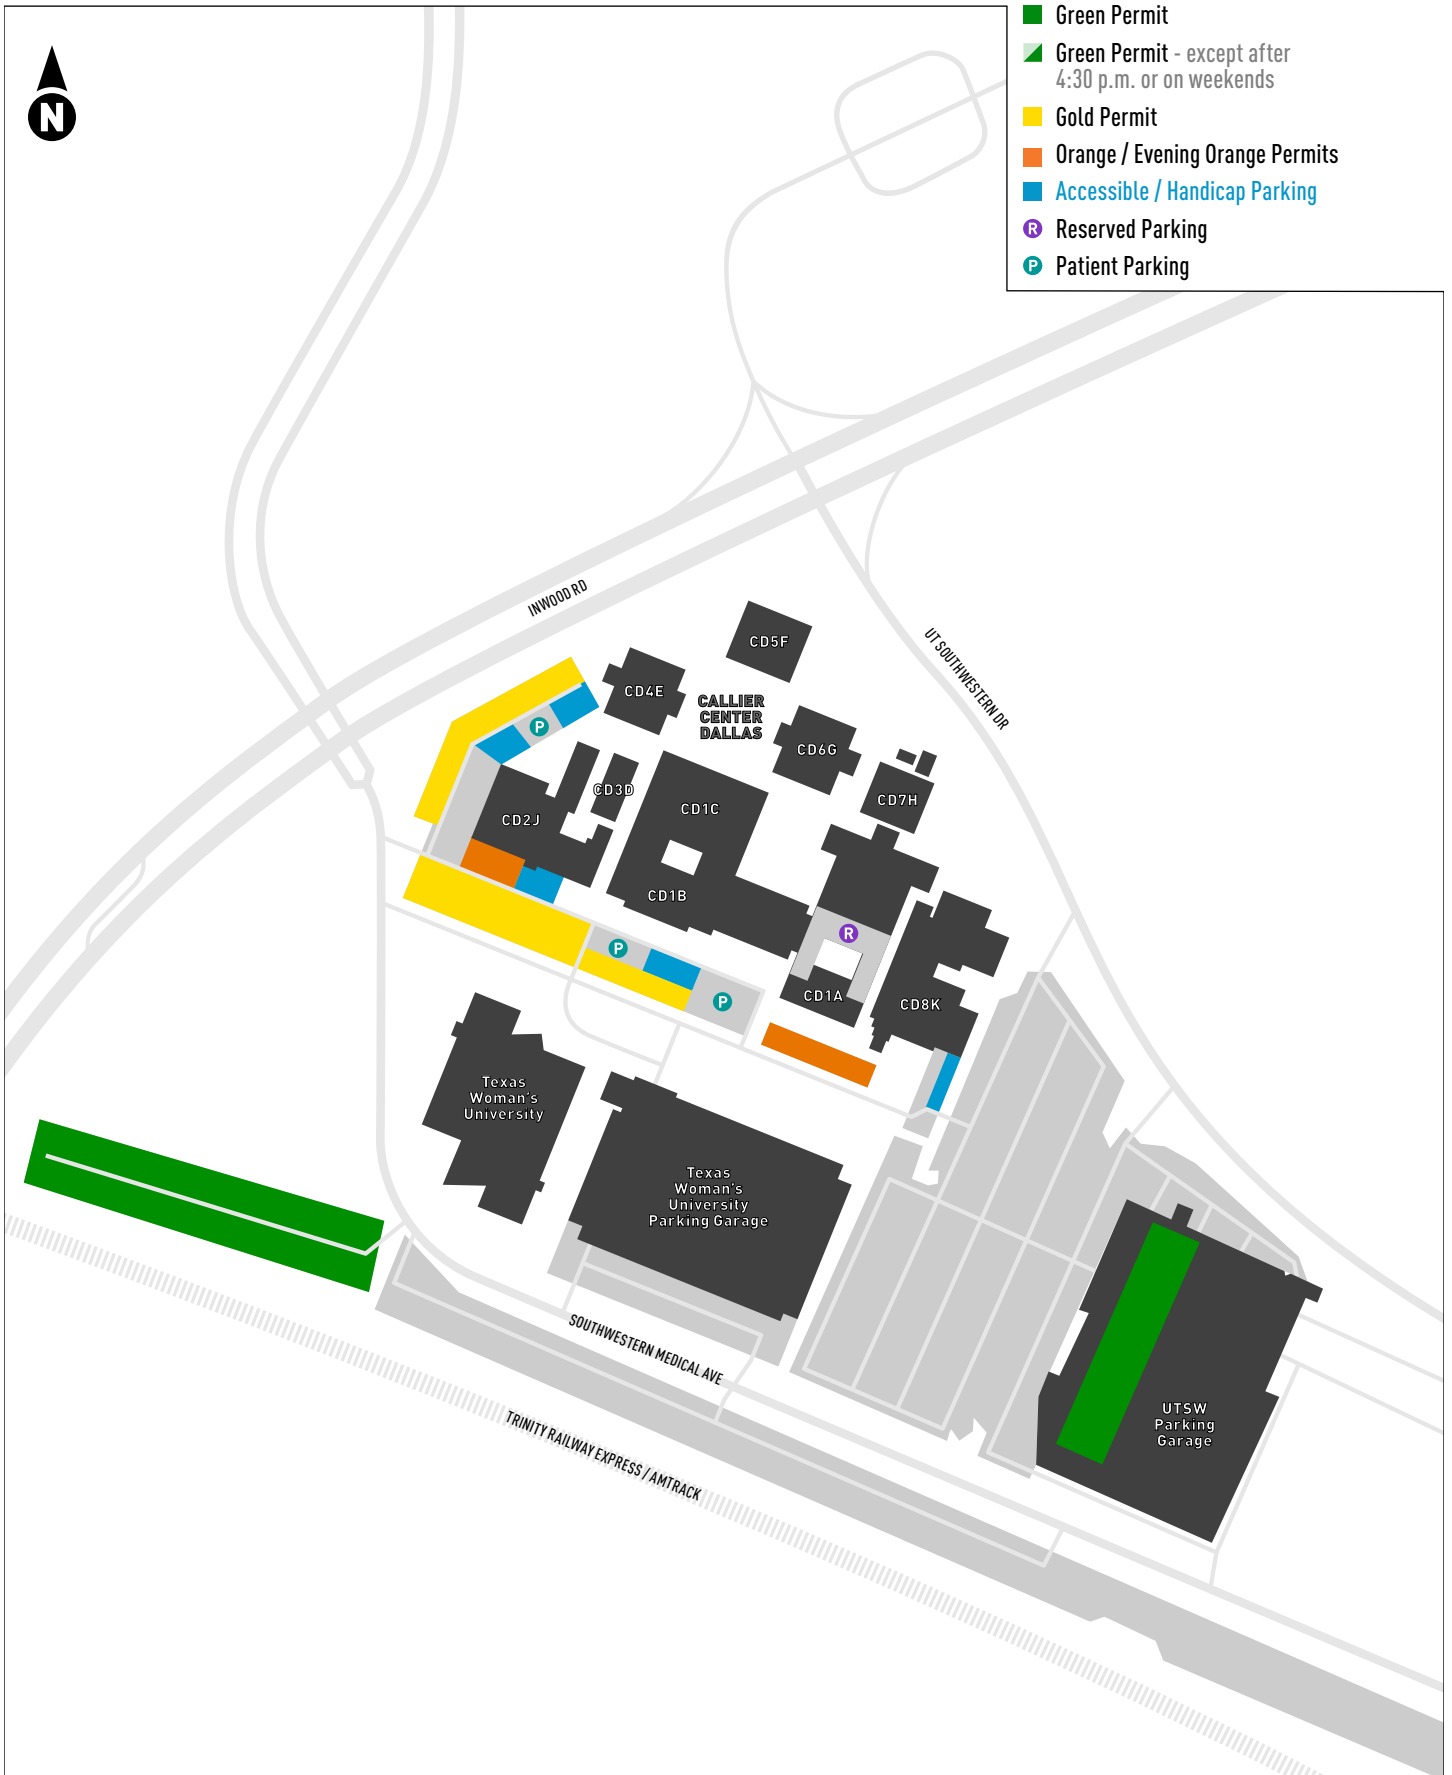 Green Permit
Green Permit - except after
4:30 p.m. or on weekends
Gold Permit
Orange / Evening Orange Permits
Accessible / Handicap Parking
R Reserved Parking
P Patient Parking
N
INWOOD RD
UT SOUTHWESTERN DR
CD5F
CD4E
CALLIER
CENTER
DALLAS
P
CD6G
CD3D
CD7H
CD1C
CD2J
CD1B
R
P
CD1A
P
CD8K
Texas
Woman's
University
Texas
Woman's
University
Parking Garage
SOUTHWESTERN MEDICAL AVE
UTSW
Parking
Garage
TRINITY RAILWAY EXPRESS / AMTRACK